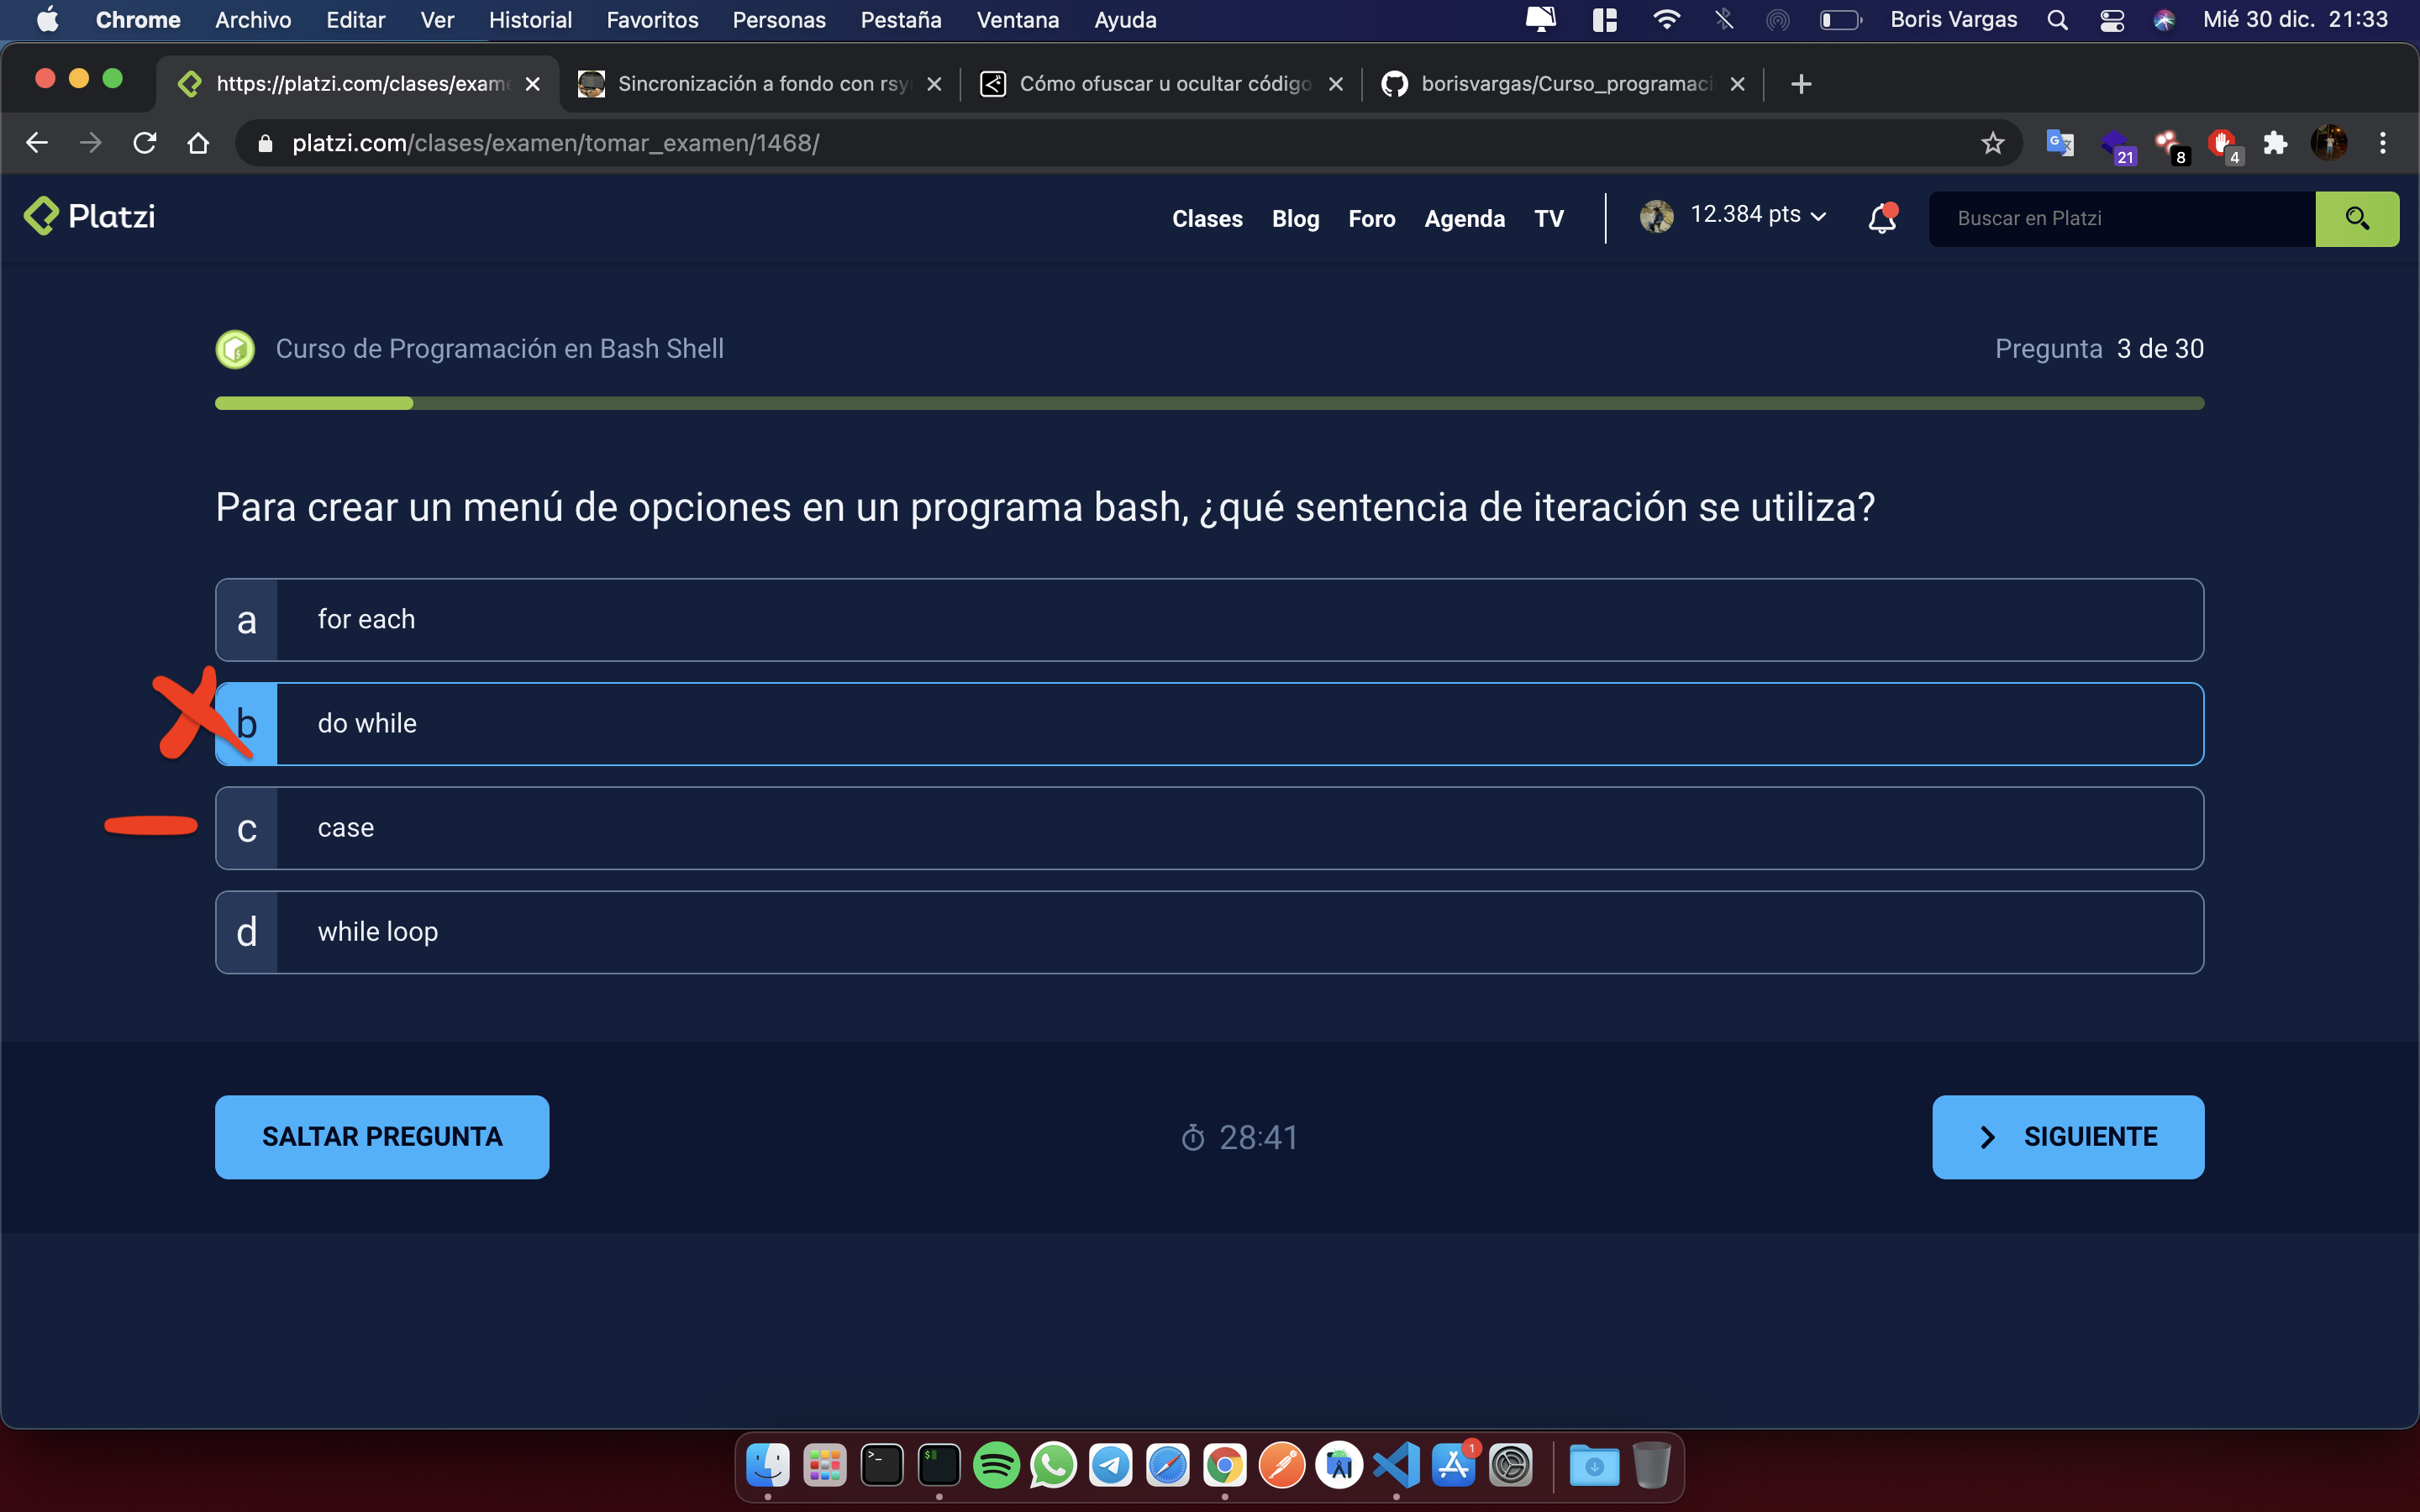 Chrome Archivo Editar Ver Historial Favoritos Personas Pestaña Ventana Ayuda Boris Vargas Mié 30 dic. 21:33
https://platzi.com/clases/exam Sincronización a fondo con rsy Cómo ofuscar u ocultar código borisvargas/Curso_programaci
platzi.com/clases/examen/tomar_examen/1468/ 21 8 4
Platzi Clases Blog Foro Agenda TV 12.384 pts Buscar en Platzi
Curso de Programación en Bash Shell Pregunta 3 de 30
Para crear un menú de opciones en un programa bash, ¿qué sentencia de iteración se utiliza?
a for each
b do while
c case
d while loop
SALTAR PREGUNTA 28:41 SIGUIENTE
1